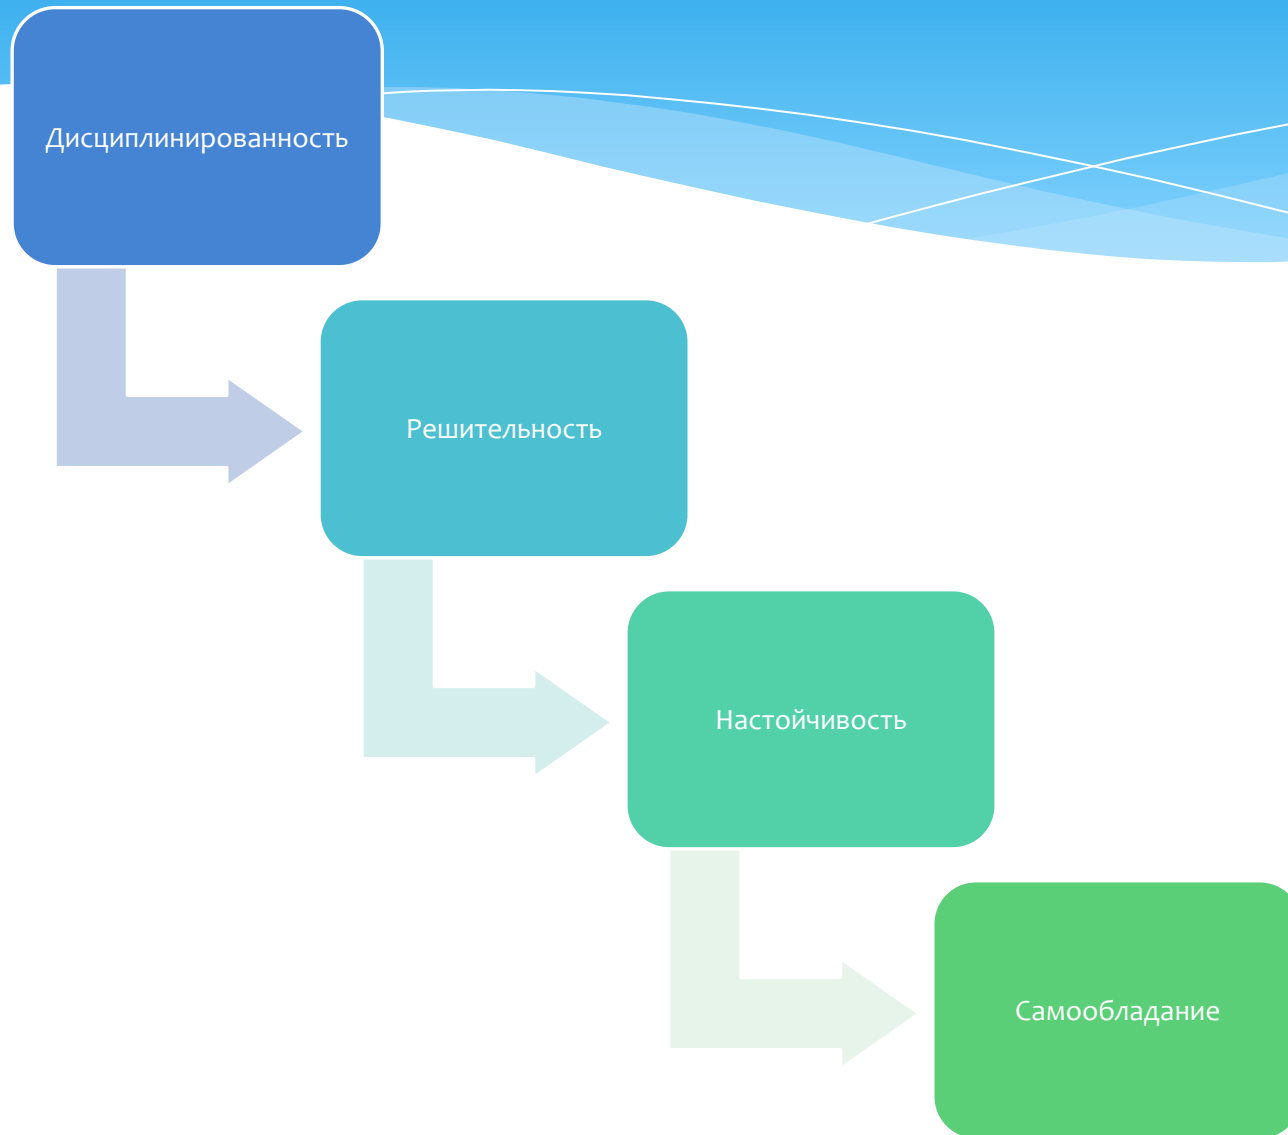 Дисциплинированность
Решительность
Настойчивость
Самообладание